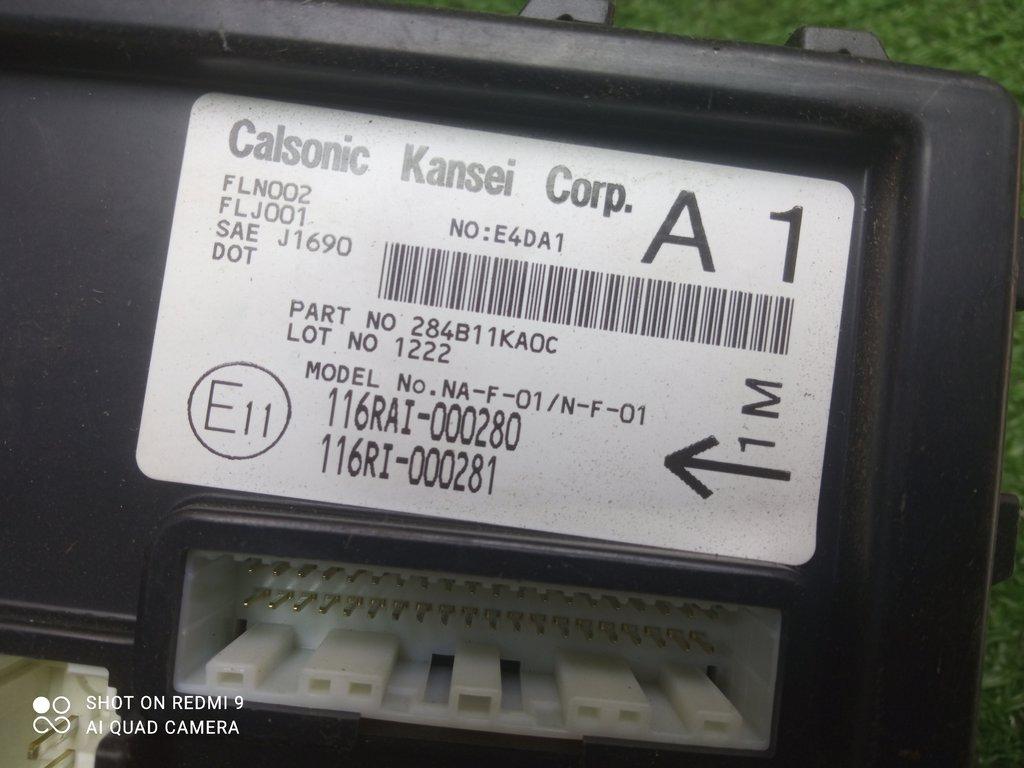 Calsonic Kansei Corp.
FLN002
FLJ001
SAE J1690
DOT
NO:E4DA1
A 1
PART NO 284B11KA0C
LOT NO 1222
MODEL No.NA-F-01/N-F-01
E11
116RAI-000280
116RI-000281
1M
SHOT ON REDMI 9
AI QUAD CAMERA